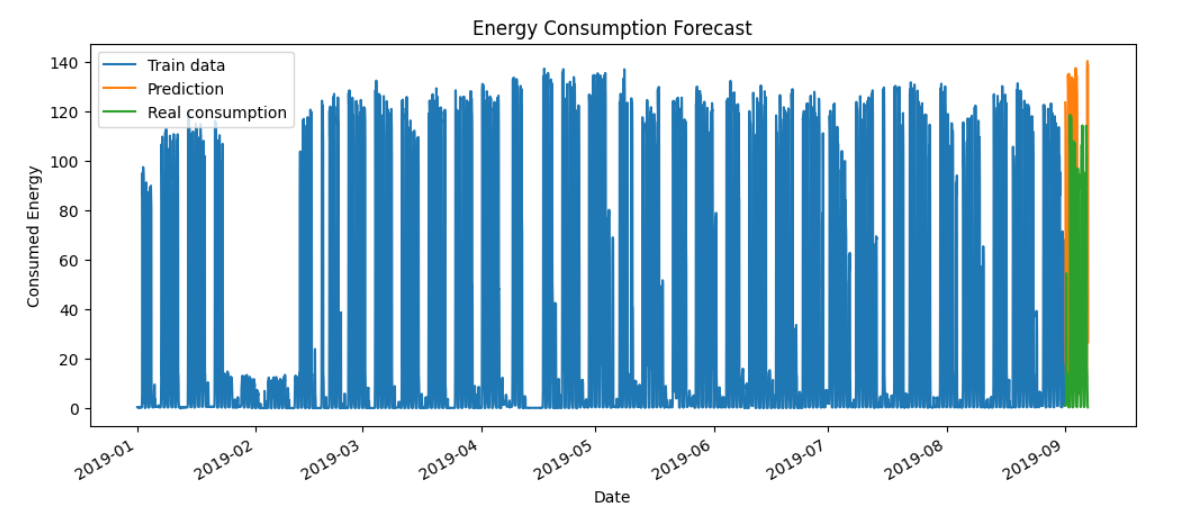 Energy Consumption Forecast
Train data
Prediction
Real consumption
140
120
100
80
60
40
20
0
Consumed Energy
2019-01
2019-02
2019-03
2019-04
2019-05
2019-06
2019-07
2019-08
2019-09
Date